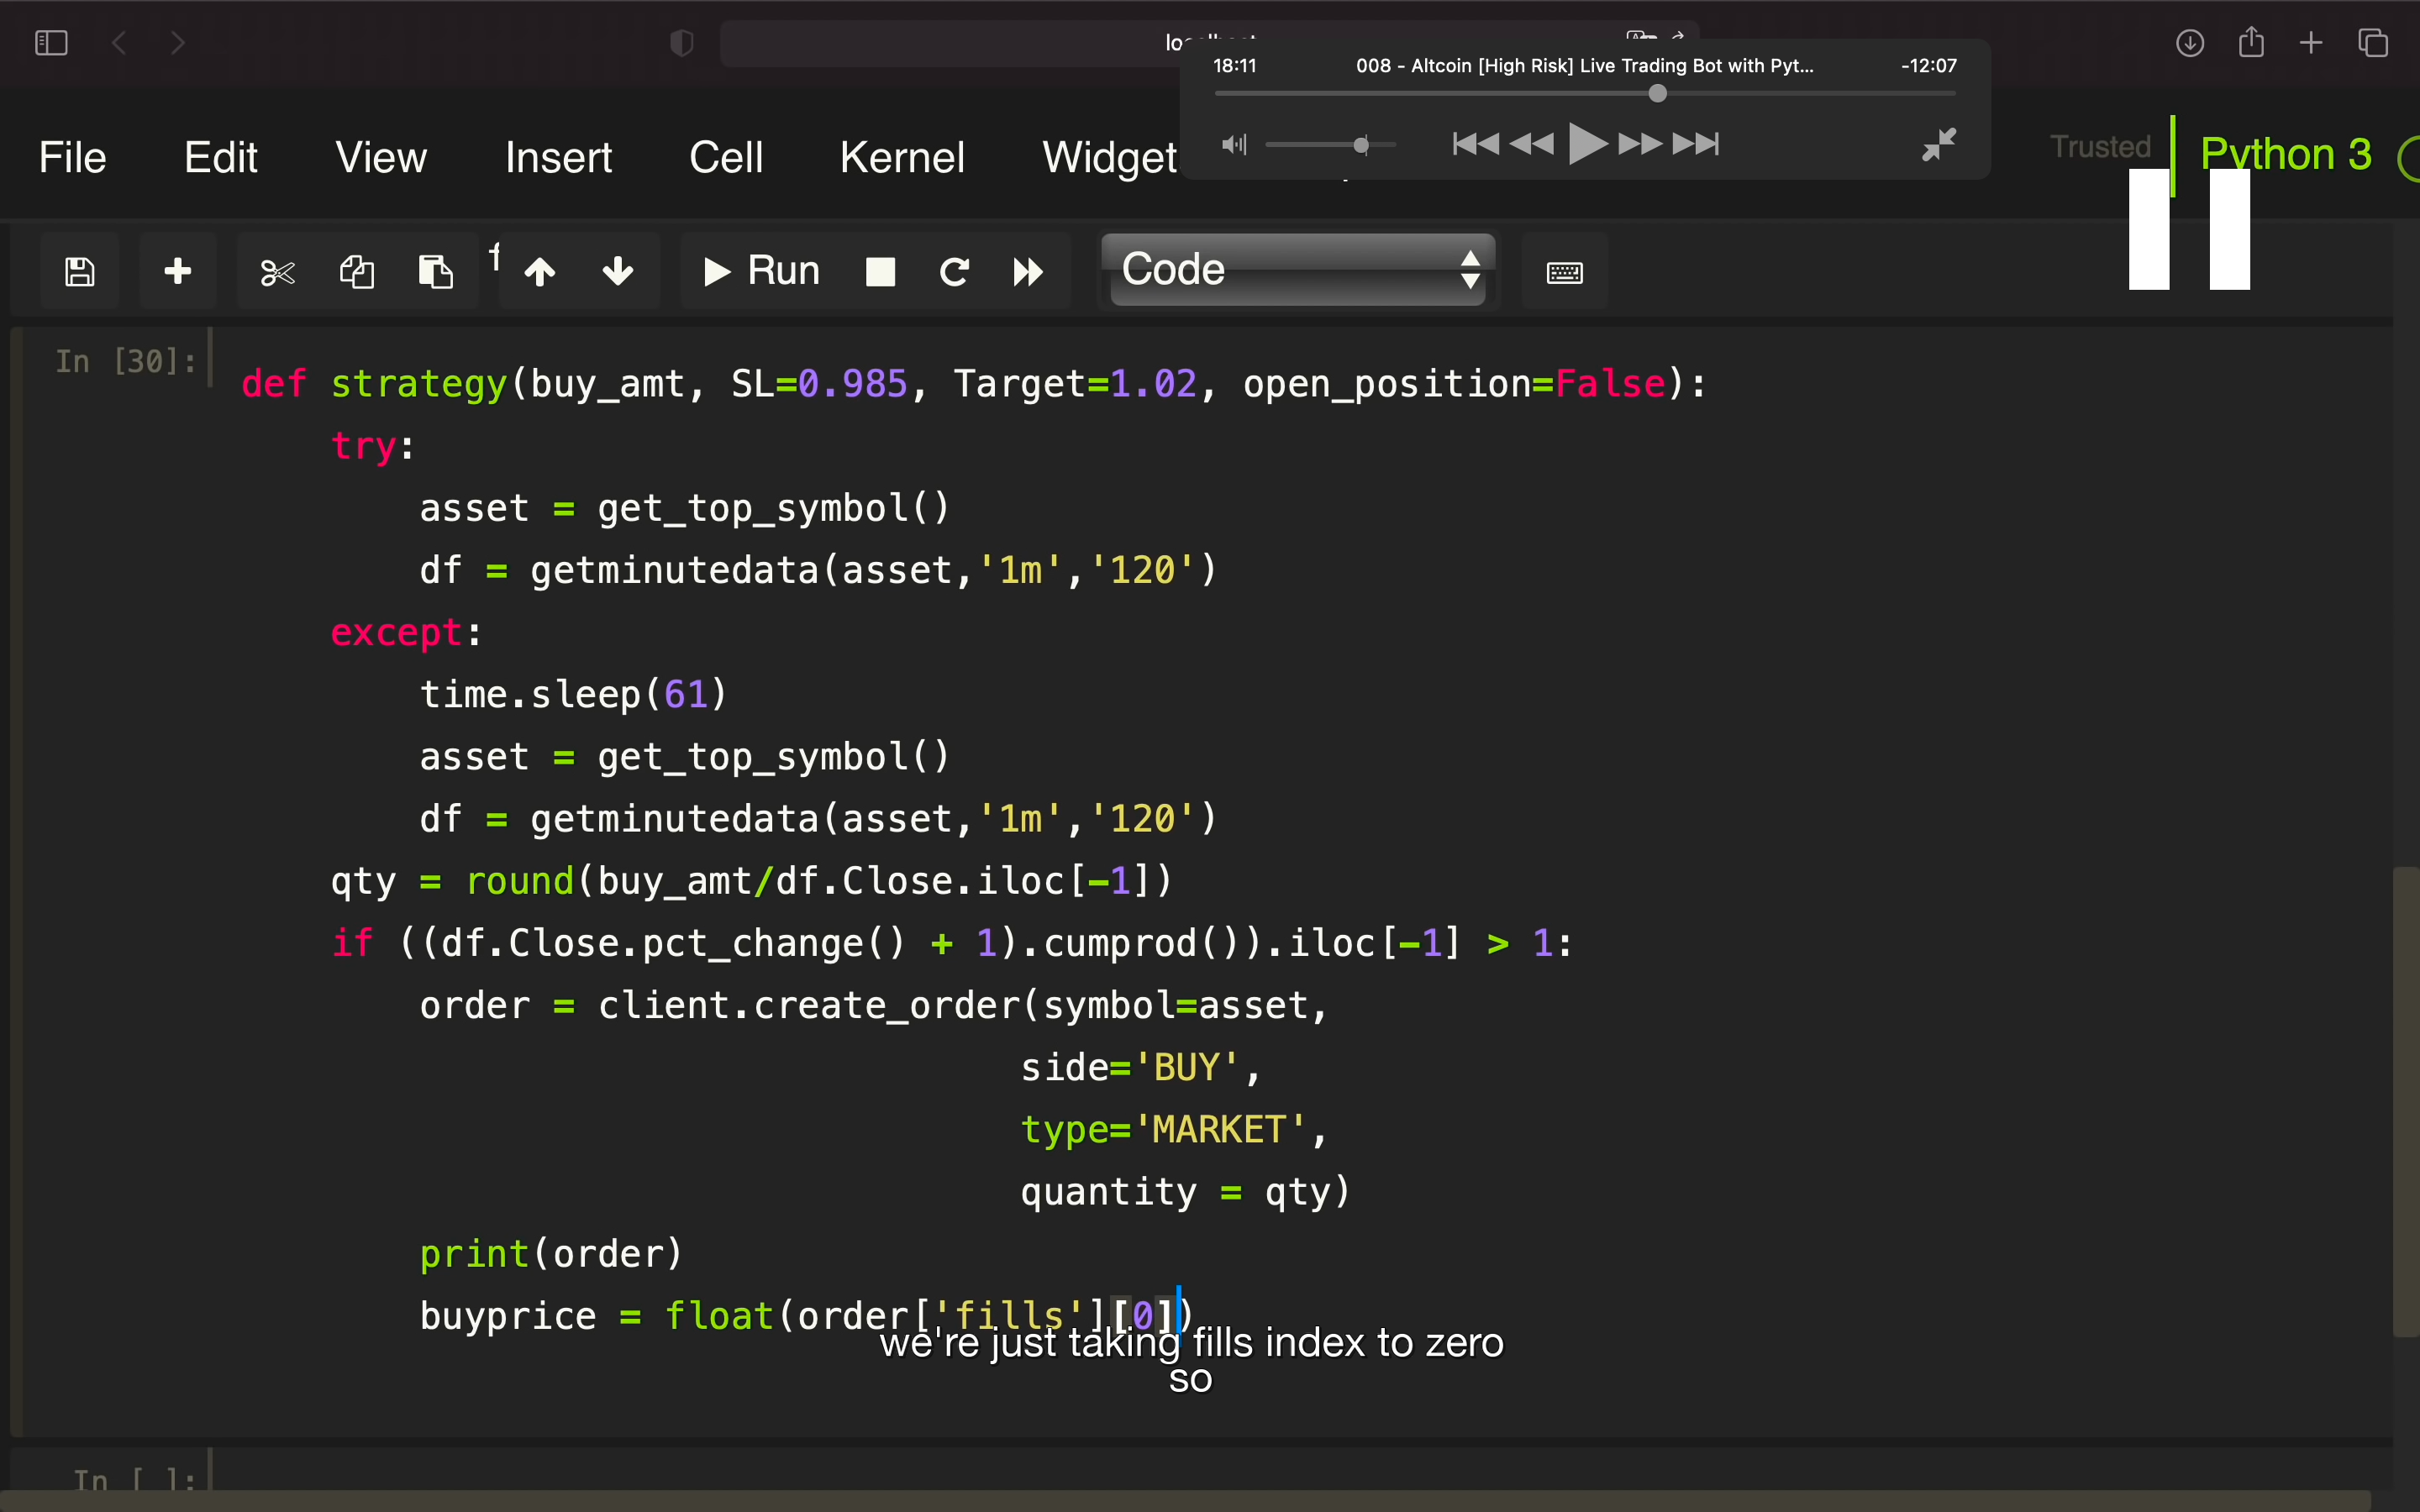 18:11 008 - Altcoin [High Risk] Live Trading Bot with Pyt... -12:07
File Edit View Insert Cell Kernel Widget Trusted Python 3
Run Code
In [30]:
def strategy(buy_amt, SL=0.985, Target=1.02, open_position=False):
try:
asset = get_top_symbol()
df = getminutedata(asset,'1m','120')
except:
time.sleep(61)
asset = get_top_symbol()
df = getminutedata(asset,'1m','120')
qty = round(buy_amt/df.Close.iloc[-1])
if ((df.Close.pct_change() + 1).cumprod()).iloc[-1] > 1:
order = client.create_order(symbol=asset,
side='BUY',
type='MARKET',
quantity = qty)
print(order)
buyprice = float(order['fills'][0])
we're just taking fills index to zero
so
In [ ]: